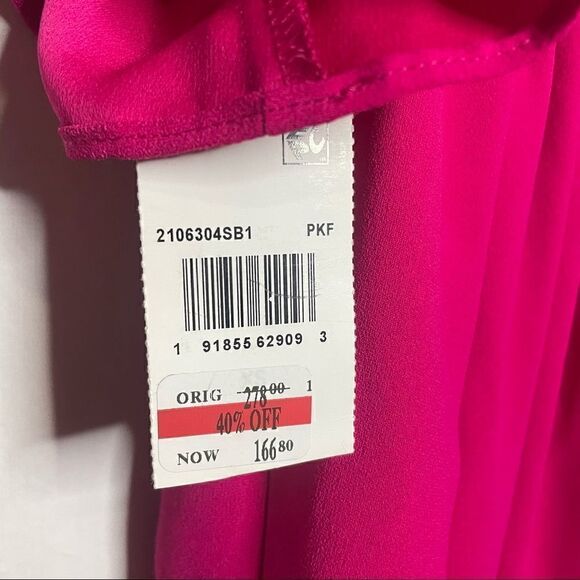 2106304SB1 PKF
1 91855 62909 3
ORIG 278 00 1
40% OFF
NOW 166 80